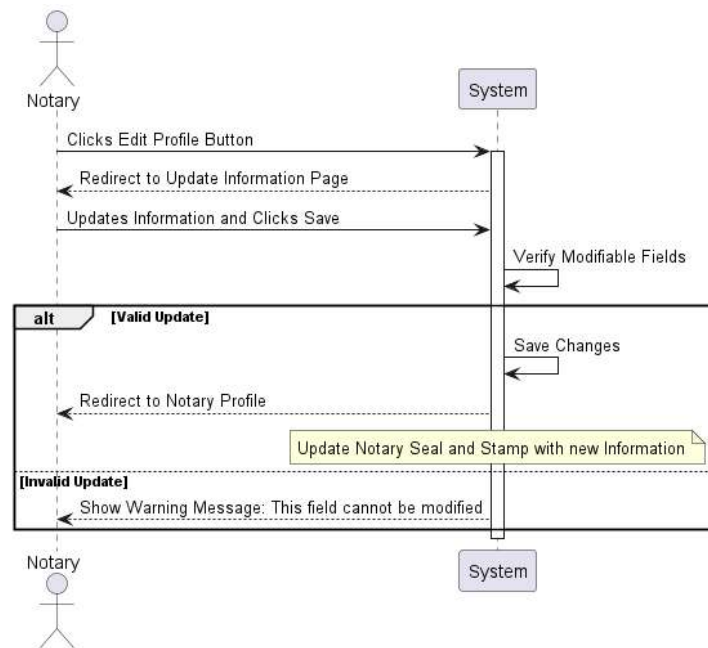 Notary
System
Clicks Edit Profile Button
Redirect to Update Information Page
Updates Information and Clicks Save
Verify Modifiable Fields
alt
[Valid Update]
Save Changes
Redirect to Notary Profile
Update Notary Seal and Stamp with new Information
[Invalid Update]
Show Warning Message: This field cannot be modified
Notary
System